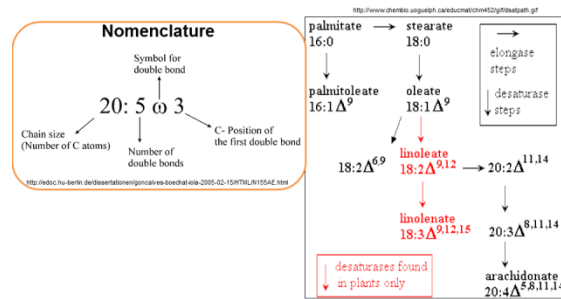 http://www.chembio.uoguelph.ca/educmat/chm452/gif/daatpath.gif
Nomenclature
Symbol for
double bond
20: 5 ω 3
Chain size
(Number of C atoms)
Number of
double bonds
C- Position of
the first double bond
http://edoc.hu-berlin.de/dissertationen/goncalves-boechat-iola-2005-02-15/HTML/N155AE.html
palmitate
16:0
stearate
18:0
elongase
steps
desaturase
steps
palmitoleate
16:1Δ9
oleate
18:1Δ9
18:2Δ6,9
linoleate
18:2Δ9,12
20:2Δ11,14
linolenate
18:3Δ9,12,15
20:3Δ8,11,14
desaturases found
in plants only
arachidonate
20:4Δ5,8,11,14